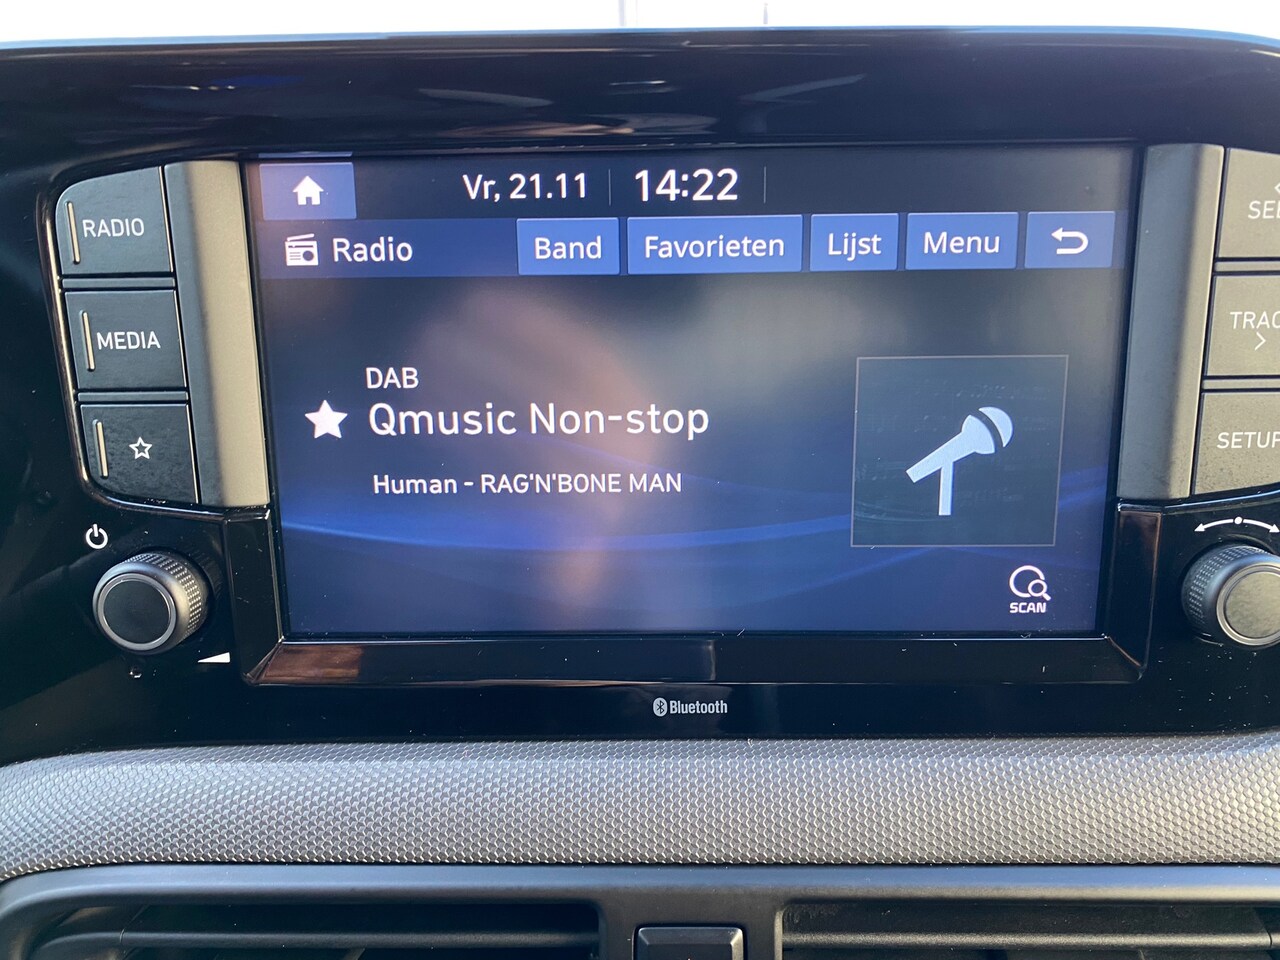 Vr, 21.11 14:22
Radio Band Favorieten Lijst Menu
RADIO
MEDIA
DAB
Qmusic Non-stop
Human - RAG'N'BONE MAN
SCAN
TRAC
SETUP
Bluetooth